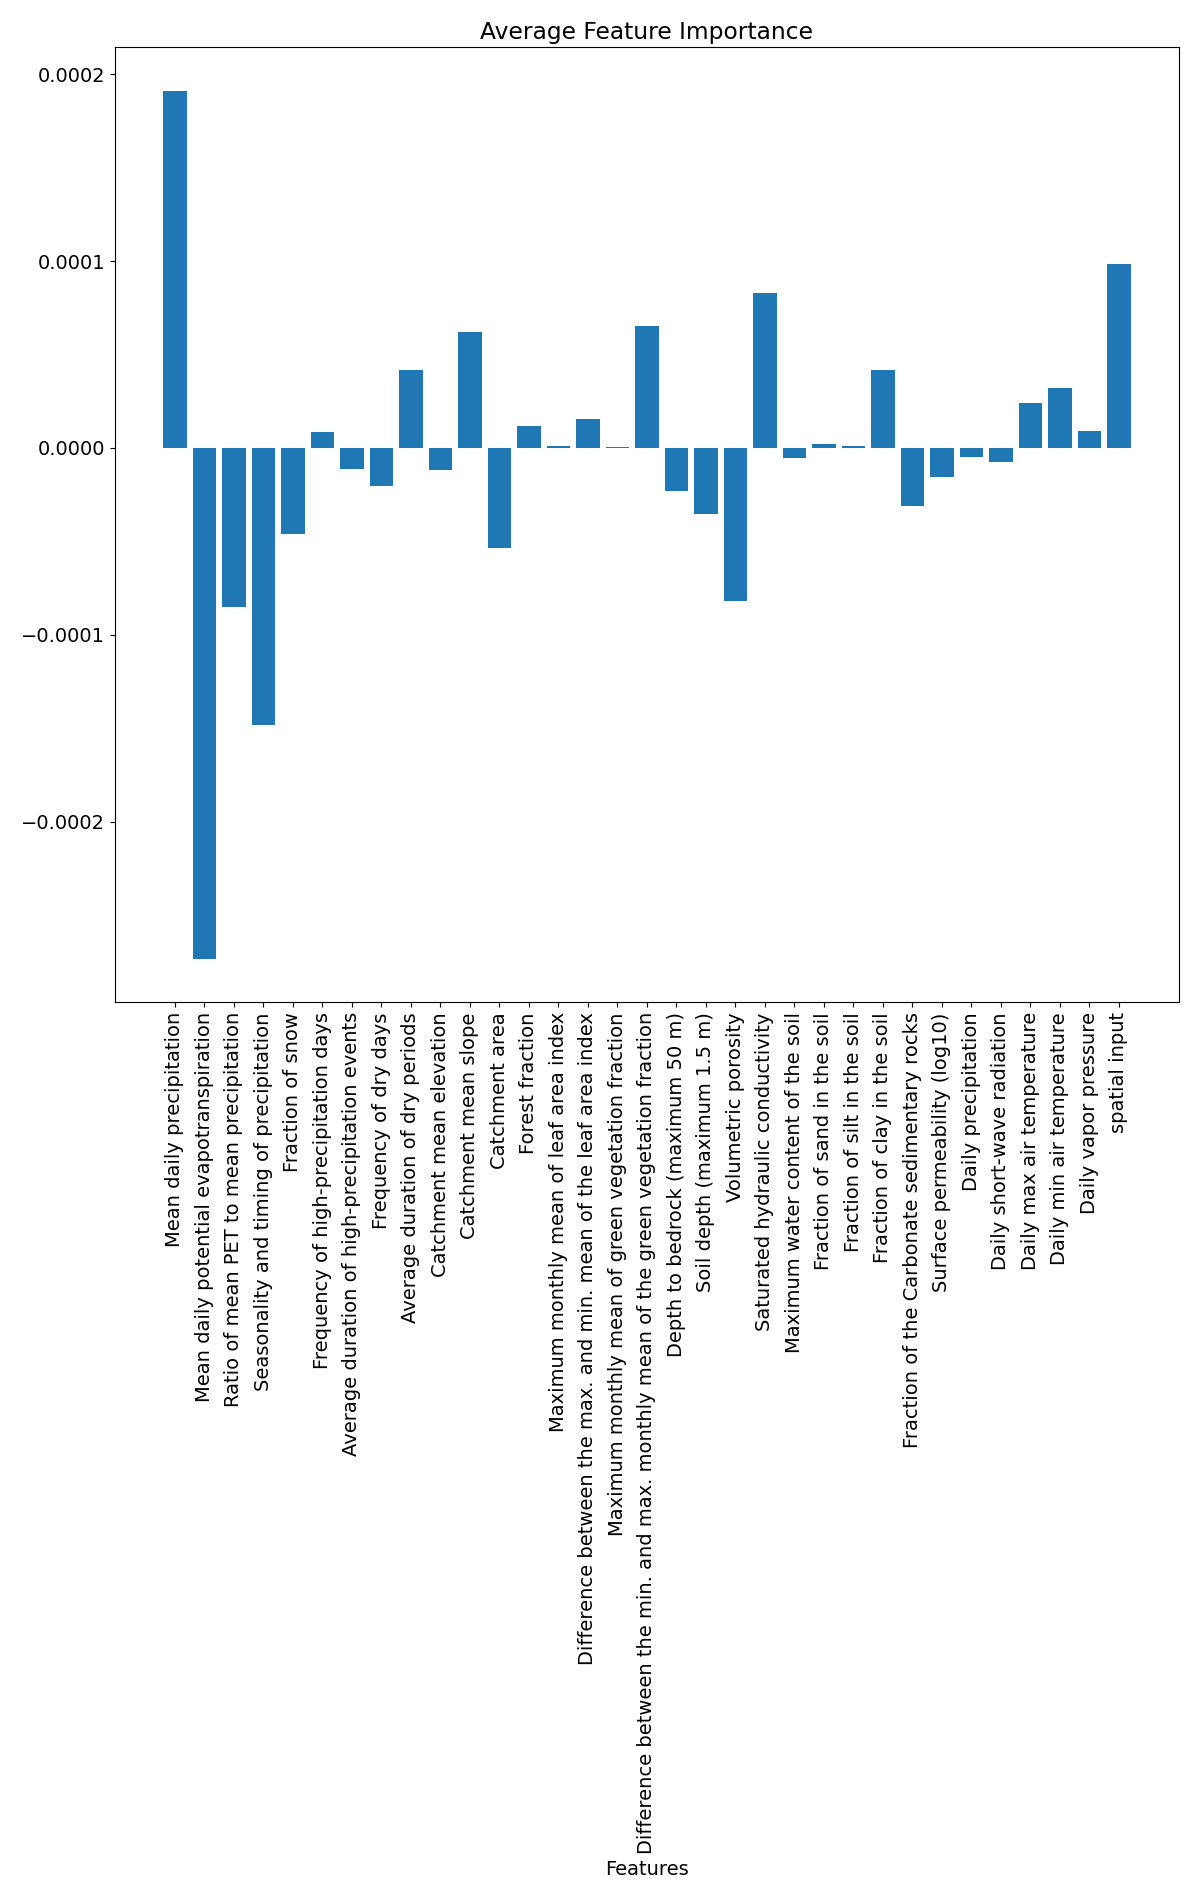 Average Feature Importance
0.0002
0.0001
0.0000
−0.0001
−0.0002
Mean daily precipitation
Mean daily potential evapotranspiration
Ratio of mean PET to mean precipitation
Seasonality and timing of precipitation
Fraction of snow
Frequency of high-precipitation days
Average duration of high-precipitation events
Frequency of dry days
Average duration of dry periods
Catchment mean elevation
Catchment mean slope
Catchment area
Forest fraction
Maximum monthly mean of leaf area index
Difference between the max. and min. mean of the leaf area index
Maximum monthly mean of green vegetation fraction
Difference between the min. and max. monthly mean of the green vegetation fraction
Depth to bedrock (maximum 50 m)
Soil depth (maximum 1.5 m)
Volumetric porosity
Saturated hydraulic conductivity
Maximum water content of the soil
Fraction of sand in the soil
Fraction of silt in the soil
Fraction of clay in the soil
Fraction of the Carbonate sedimentary rocks
Surface permeability (log10)
Daily precipitation
Daily short-wave radiation
Daily max air temperature
Daily min air temperature
Daily vapor pressure
spatial input
Features